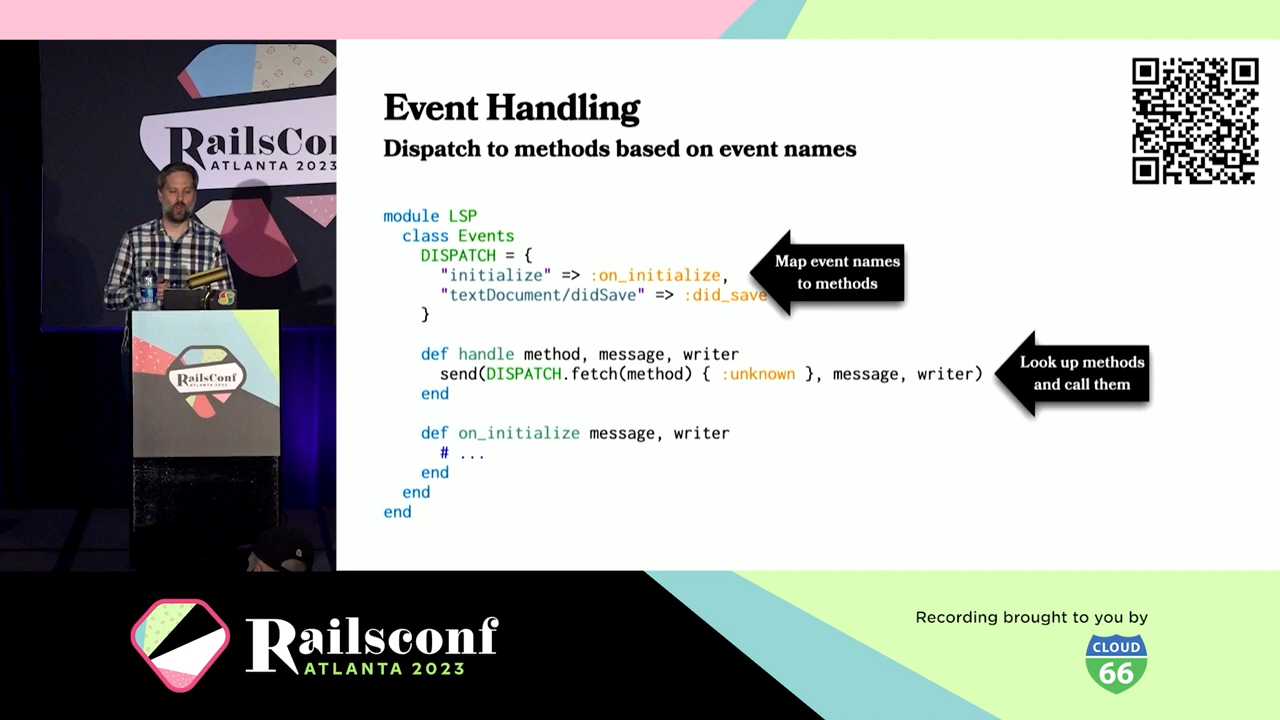 RailsCon
ATLANTA 2023
RailsConf
ATLANTA 2023
Event Handling
Dispatch to methods based on event names
module LSP
  class Events
    DISPATCH = {
      "initialize" => :on_initialize,
      "textDocument/didSave" => :did_save
    }
    def handle method, message, writer
      send(DISPATCH.fetch(method) { :unknown }, message, writer)
    end
    def on_initialize message, writer
      # ...
    end
  end
end
Map event names
to methods
Look up methods
and call them
Railsconf
ATLANTA 2023
Recording brought to you by
CLOUD
66